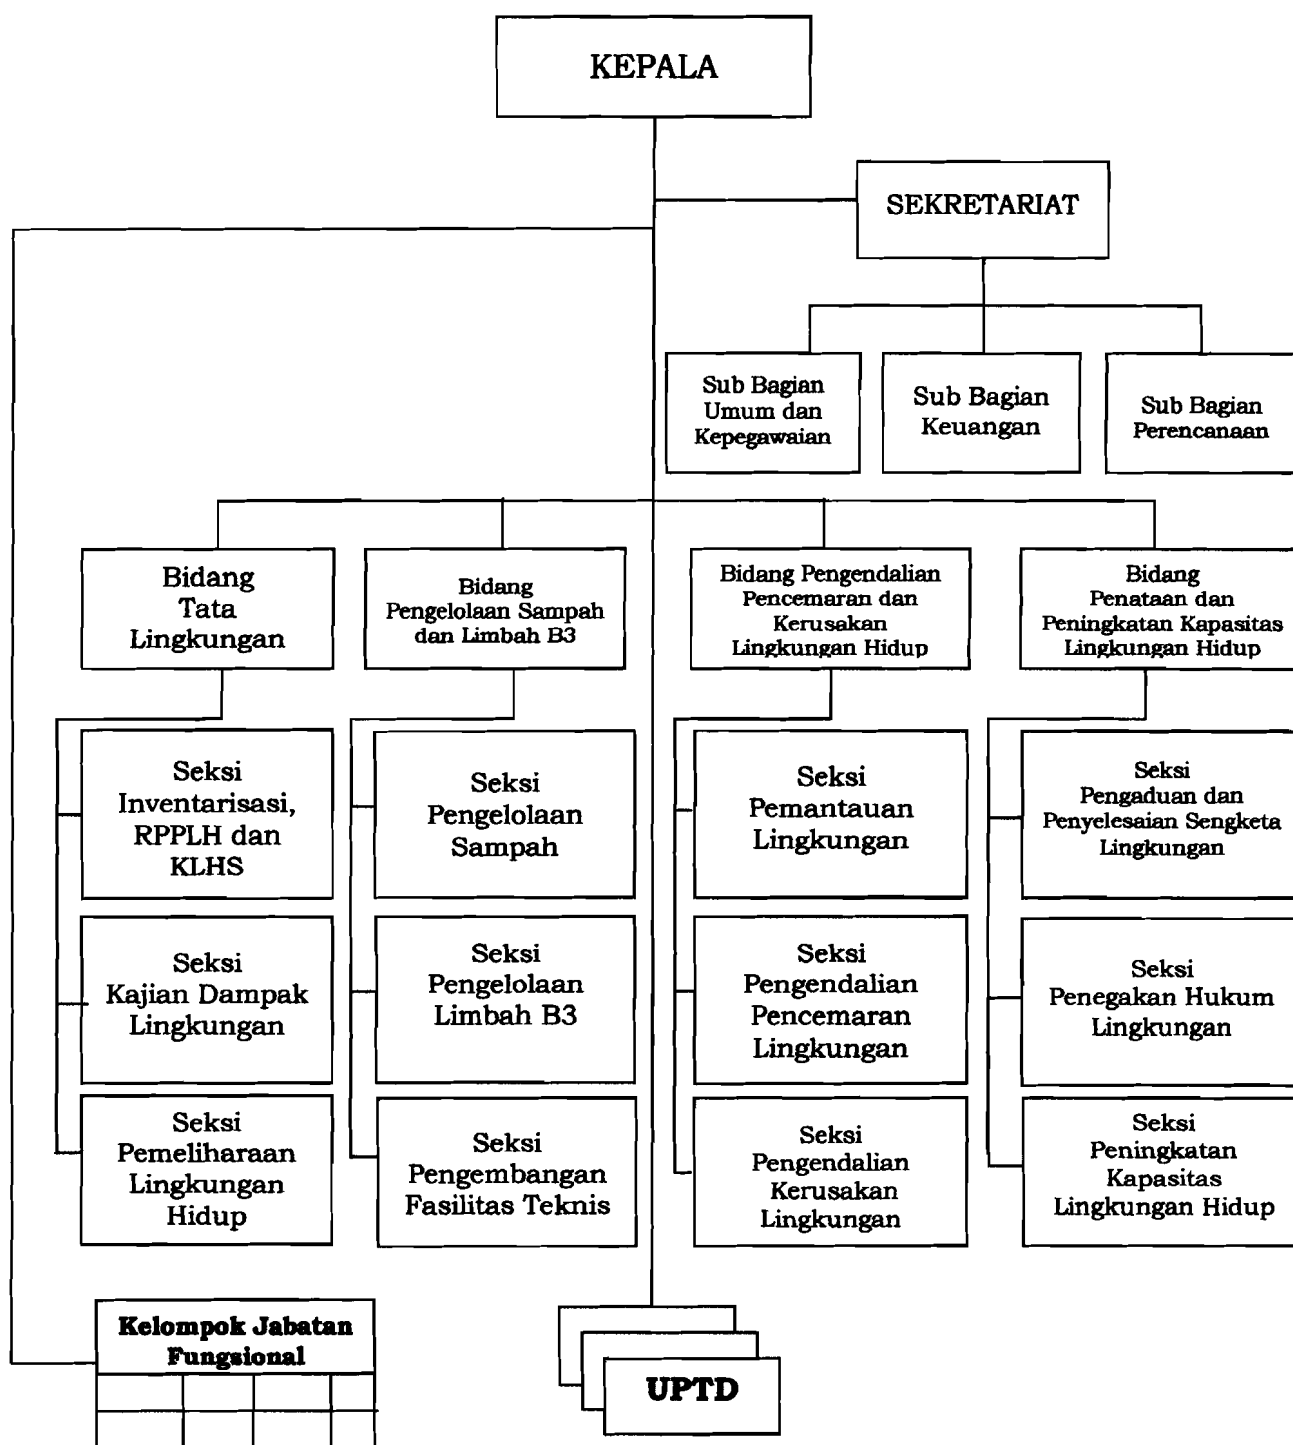 KEPALA
SEKRETARIAT
Sub Bagian
Umum dan
Kepegawaian
Sub Bagian
Keuangan
Sub Bagian
Perencanaan
Bidang
Tata
Lingkungan
Bidang
Pengelolaan Sampah
dan Limbah B3
Bidang Pengendalian
Pencemaran dan
Kerusakan
Lingkungan Hidup
Bidang
Penataan dan
Peningkatan Kapasitas
Lingkungan Hidup
Seksi
Inventarisasi,
RPPLH dan
KLHS
Seksi
Pengelolaan
Sampah
Seksi
Pemantauan
Lingkungan
Seksi
Pengaduan dan
Penyelesaian Sengketa
Lingkungan
Seksi
Kajian Dampak
Lingkungan
Seksi
Pengelolaan
Limbah B3
Seksi
Pengendalian
Pencemaran
Lingkungan
Seksi
Penegakan Hukum
Lingkungan
Seksi
Pemeliharaan
Lingkungan
Hidup
Seksi
Pengembangan
Fasilitas Teknis
Seksi
Pengendalian
Kerusakan
Lingkungan
Seksi
Peningkatan
Kapasitas
Lingkungan Hidup
Kelompok Jabatan
Fungsional
UPTD